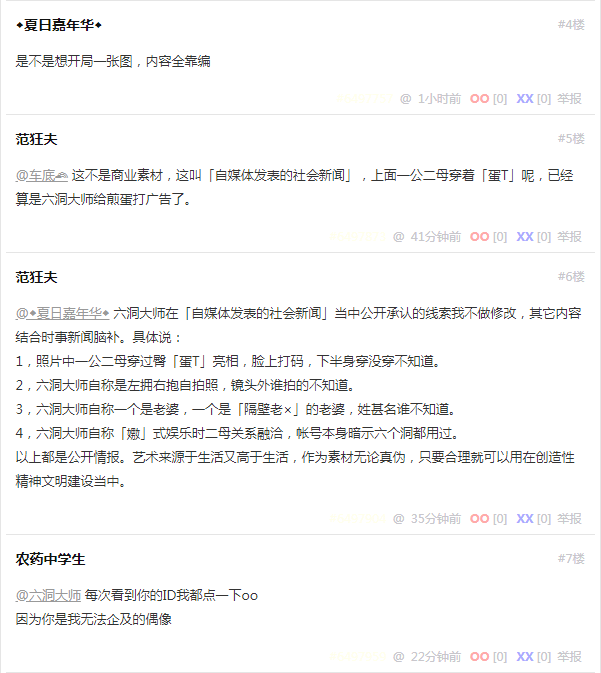 ◆夏日嘉年华◆ #4楼
是不是想开局一张图，内容全靠编
@ 1小时前 OO [0] XX [0] 举报
范狂夫 #5楼
@车底 这不是商业素材，这叫「自媒体发表的社会新闻」，上面一公二母穿着「蛋T」呢，已经
算是六洞大师给煎蛋打广告了。
@ 41分钟前 OO [0] XX [0] 举报
范狂夫 #6楼
@◆夏日嘉年华◆ 六洞大师在「自媒体发表的社会新闻」当中公开承认的线索我不做修改，其它内容
结合时事新闻脑补。具体说：
1，照片中一公二母穿过臀「蛋T」亮相，脸上打码，下半身穿没穿不知道。
2，六洞大师自称是左拥右抱自拍照，镜头外谁拍的不知道。
3，六洞大师自称一个是老婆，一个是「隔壁老×」的老婆，姓甚名谁不知道。
4，六洞大师自称「嫐」式娱乐时二母关系融洽，帐号本身暗示六个洞都用过。
以上都是公开情报。艺术来源于生活又高于生活，作为素材无论真伪，只要合理就可以用在创造性
精神文明建设当中。
@ 35分钟前 OO [0] XX [0] 举报
农药中学生 #7楼
@六洞大师 每次看到你的ID我都点一下oo
因为你是我无法企及的偶像
@ 22分钟前 OO [0] XX [0] 举报